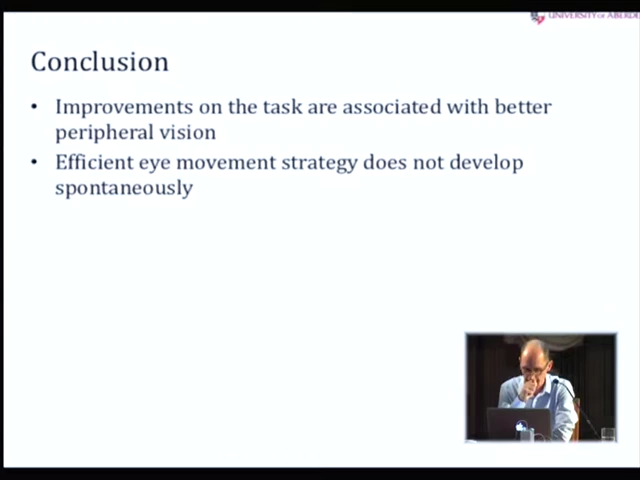 UNIVERSITY OF ABERDE
Conclusion
• Improvements on the task are associated with better
peripheral vision
• Efficient eye movement strategy does not develop
spontaneously